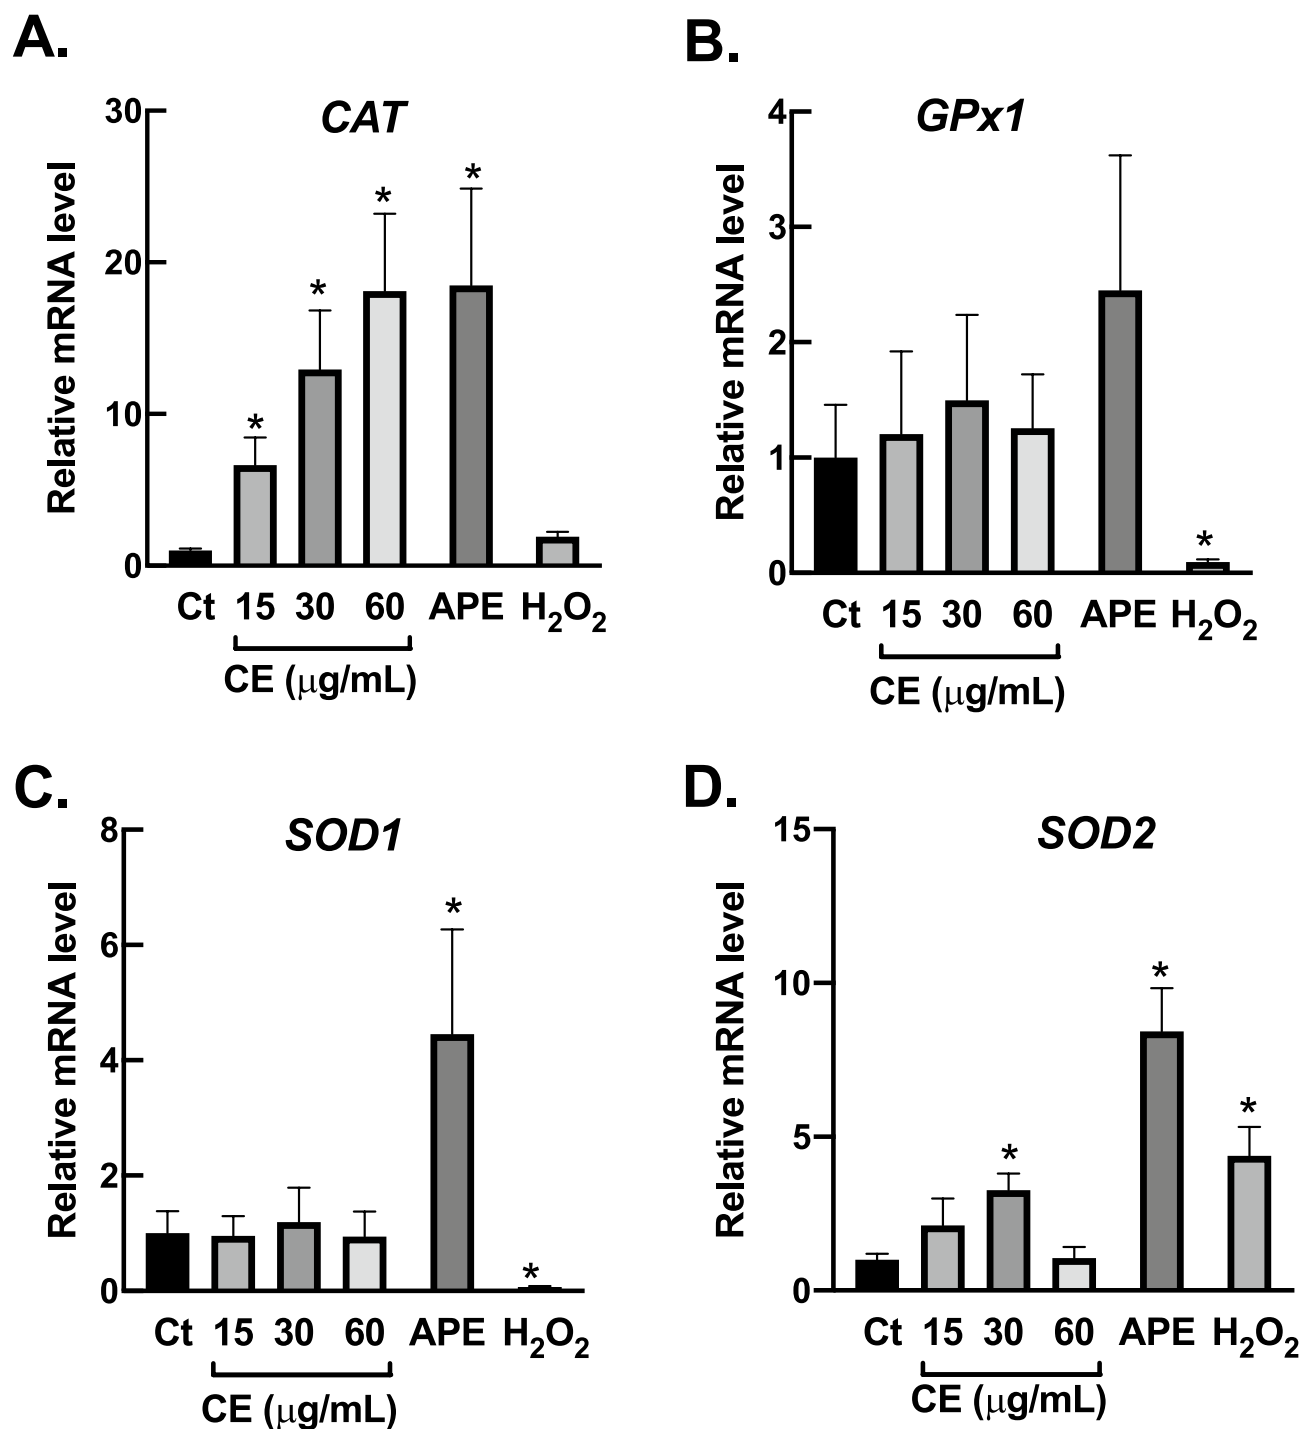 A.
CAT
Relative mRNA level
30
20
10
0
Ct 15 30 60 APE H₂O₂
CE (μg/mL)
* * * *
B.
GPx1
Relative mRNA level
4
3
2
1
0
Ct 15 30 60 APE H₂O₂
CE (μg/mL)
*
C.
SOD1
Relative mRNA level
8
6
4
2
0
Ct 15 30 60 APE H₂O₂
CE (μg/mL)
* *
D.
SOD2
Relative mRNA level
15
10
5
0
Ct 15 30 60 APE H₂O₂
CE (μg/mL)
* * *